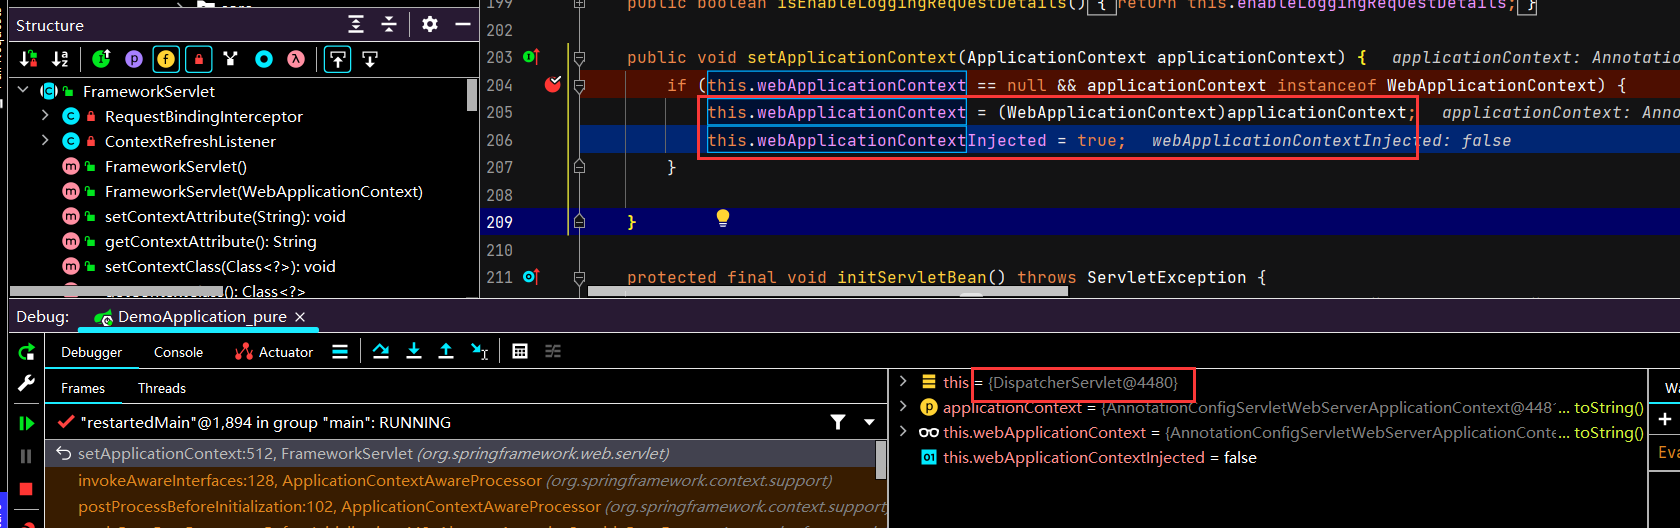 Structure
FrameworkServlet
RequestBindingInterceptor
ContextRefreshListener
FrameworkServlet()
FrameworkServlet(WebApplicationContext)
setContextAttribute(String): void
getContextAttribute(): String
setContextClass(Class<?>): void
(): Class<?>
199 public boolean isEnableLoggingRequestDetails() { return this.enableLoggingRequestDetails; }
202
203 public void setApplicationContext(ApplicationContext applicationContext) { applicationContext: Annotation
204 if (this.webApplicationContext == null && applicationContext instanceof WebApplicationContext) {
205 this.webApplicationContext = (WebApplicationContext)applicationContext; applicationContext: Anno
206 this.webApplicationContextInjected = true; webApplicationContextInjected: false
207 }
208
209 }
210
211 protected final void initServletBean() throws ServletException {
Debug: DemoApplication_pure
Debugger Console Actuator
Frames Threads
"restartedMain"@1,894 in group "main": RUNNING
setApplicationContext:512, FrameworkServlet (org.springframework.web.servlet)
invokeAwareInterfaces:128, ApplicationContextAwareProcessor (org.springframework.context.support)
postProcessBeforeInitialization:102, ApplicationContextAwareProcessor (org.springframework.context.support
this = {DispatcherServlet@4480}
applicationContext = {AnnotationConfigServletWebServerApplicationContext@448... toString()
this.webApplicationContext = {AnnotationConfigServletWebServerApplicationConte... toString()
this.webApplicationContextInjected = false
Wa
Eva